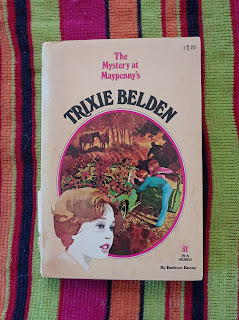 $1.25
The
Mystery at
Maypenny's
TRIXIE BELDEN
31
IN A
SERIES
By Kathryn Kenny